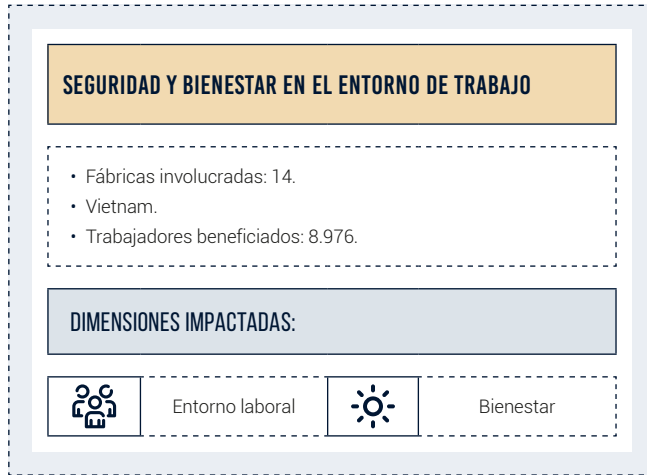 SEGURIDAD Y BIENESTAR EN EL ENTORNO DE TRABAJO
• Fábricas involucradas: 14.
• Vietnam.
• Trabajadores beneficiados: 8.976.
DIMENSIONES IMPACTADAS:
Entorno laboral
Bienestar